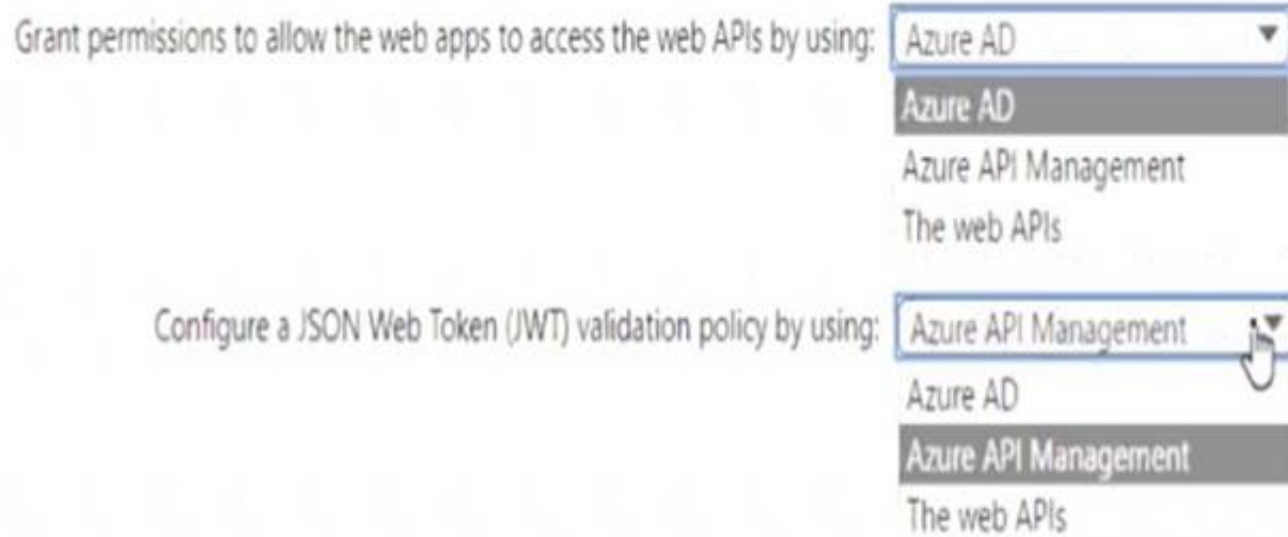 Grant permissions to allow the web apps to access the web APIs by using: Azure AD
Azure AD
Azure API Management
The web APIs
Configure a JSON Web Token (JWT) validation policy by using: Azure API Management
Azure AD
Azure API Management
The web APIs